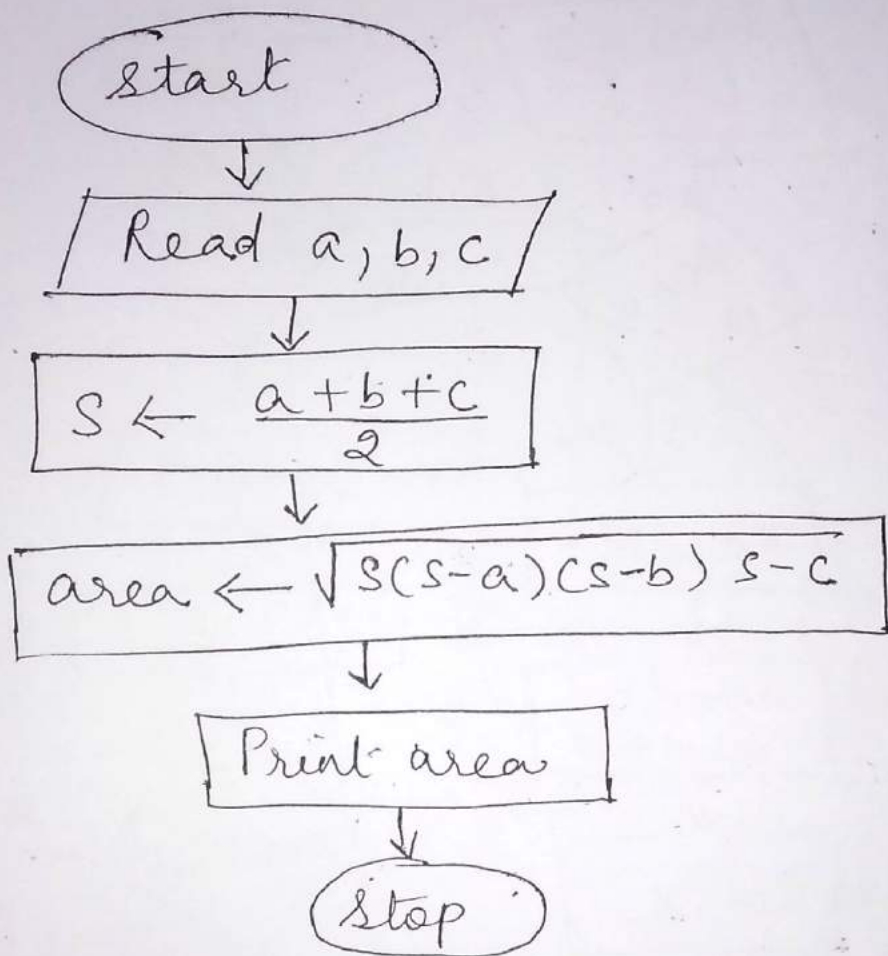 Start
Read a, b, c
S ← a+b+c / 2
area ← √S(S-a)(S-b) S-c
Print area
Stop